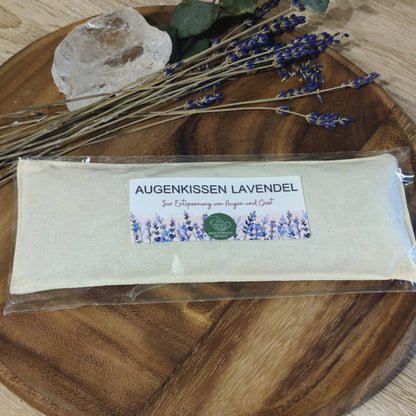 AUGENKISSEN LAVENDEL
Zur Entspannung von Augen und Geist